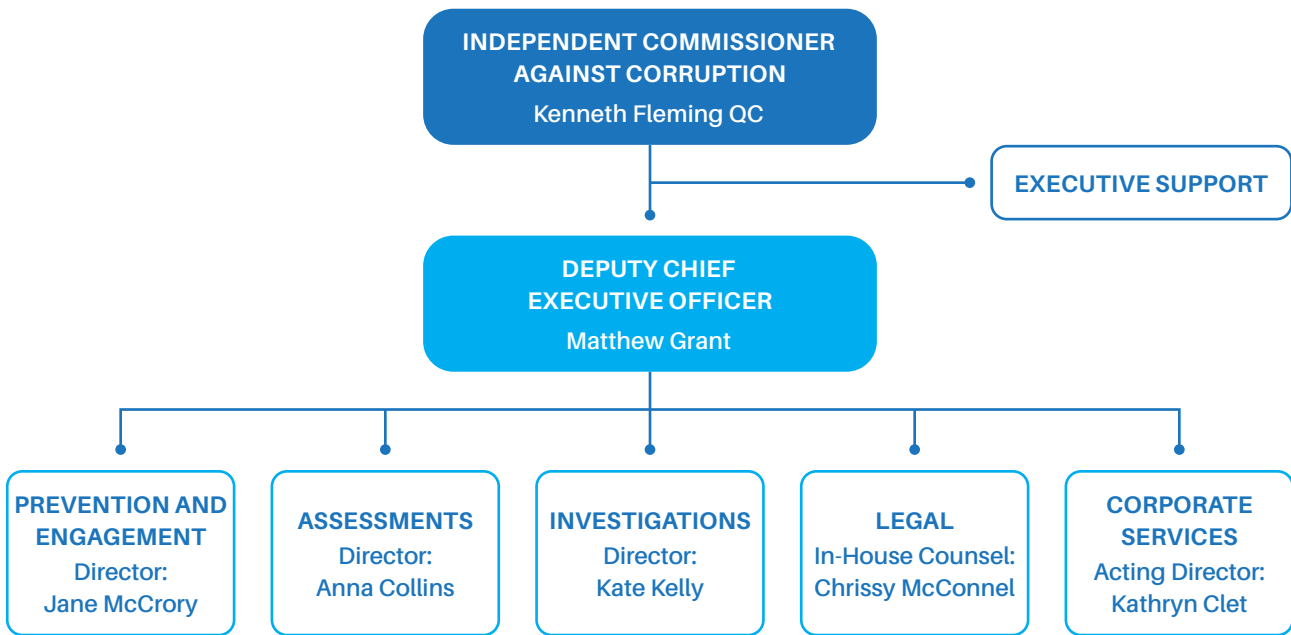 INDEPENDENT COMMISSIONER
AGAINST CORRUPTION
Kenneth Fleming QC
EXECUTIVE SUPPORT
DEPUTY CHIEF
EXECUTIVE OFFICER
Matthew Grant
PREVENTION AND
ENGAGEMENT
Director:
Jane McCrory
ASSESSMENTS
Director:
Anna Collins
INVESTIGATIONS
Director:
Kate Kelly
LEGAL
In-House Counsel:
Chrissy McConnel
CORPORATE
SERVICES
Acting Director:
Kathryn Clet